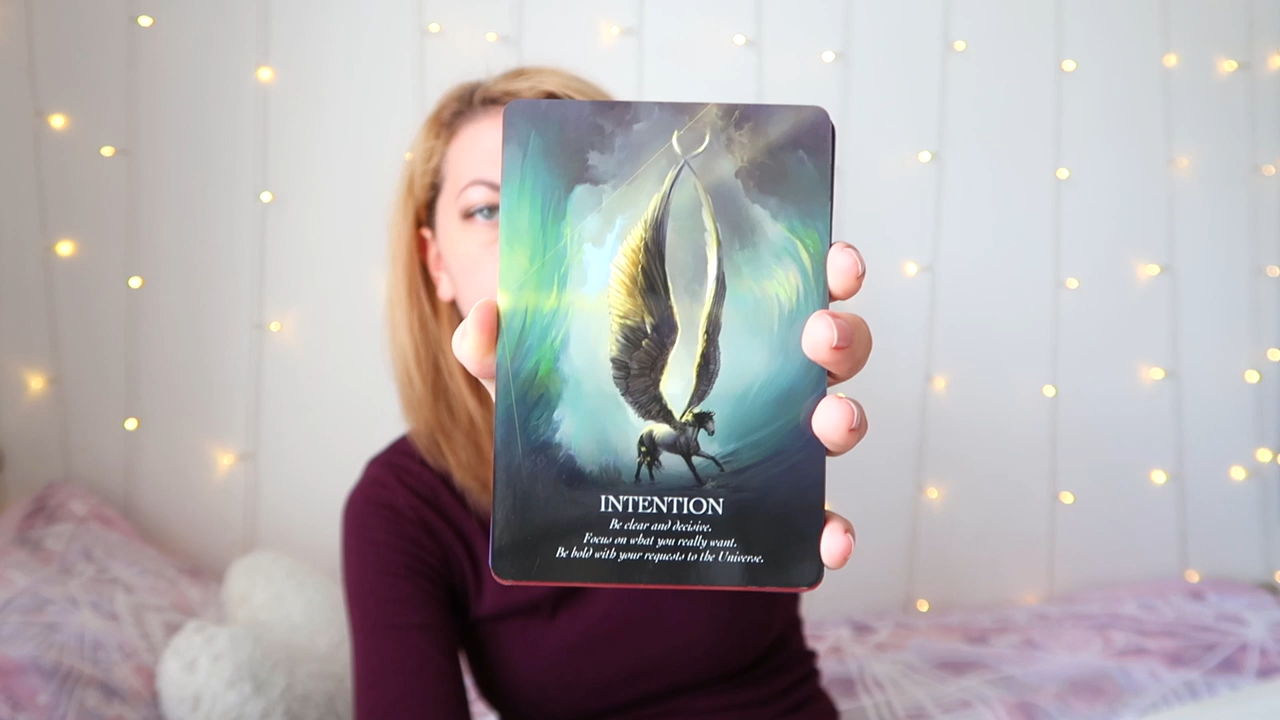 INTENTION
Be clear and decisive.
Focus on what you really want.
Be bold with your requests to the Universe.